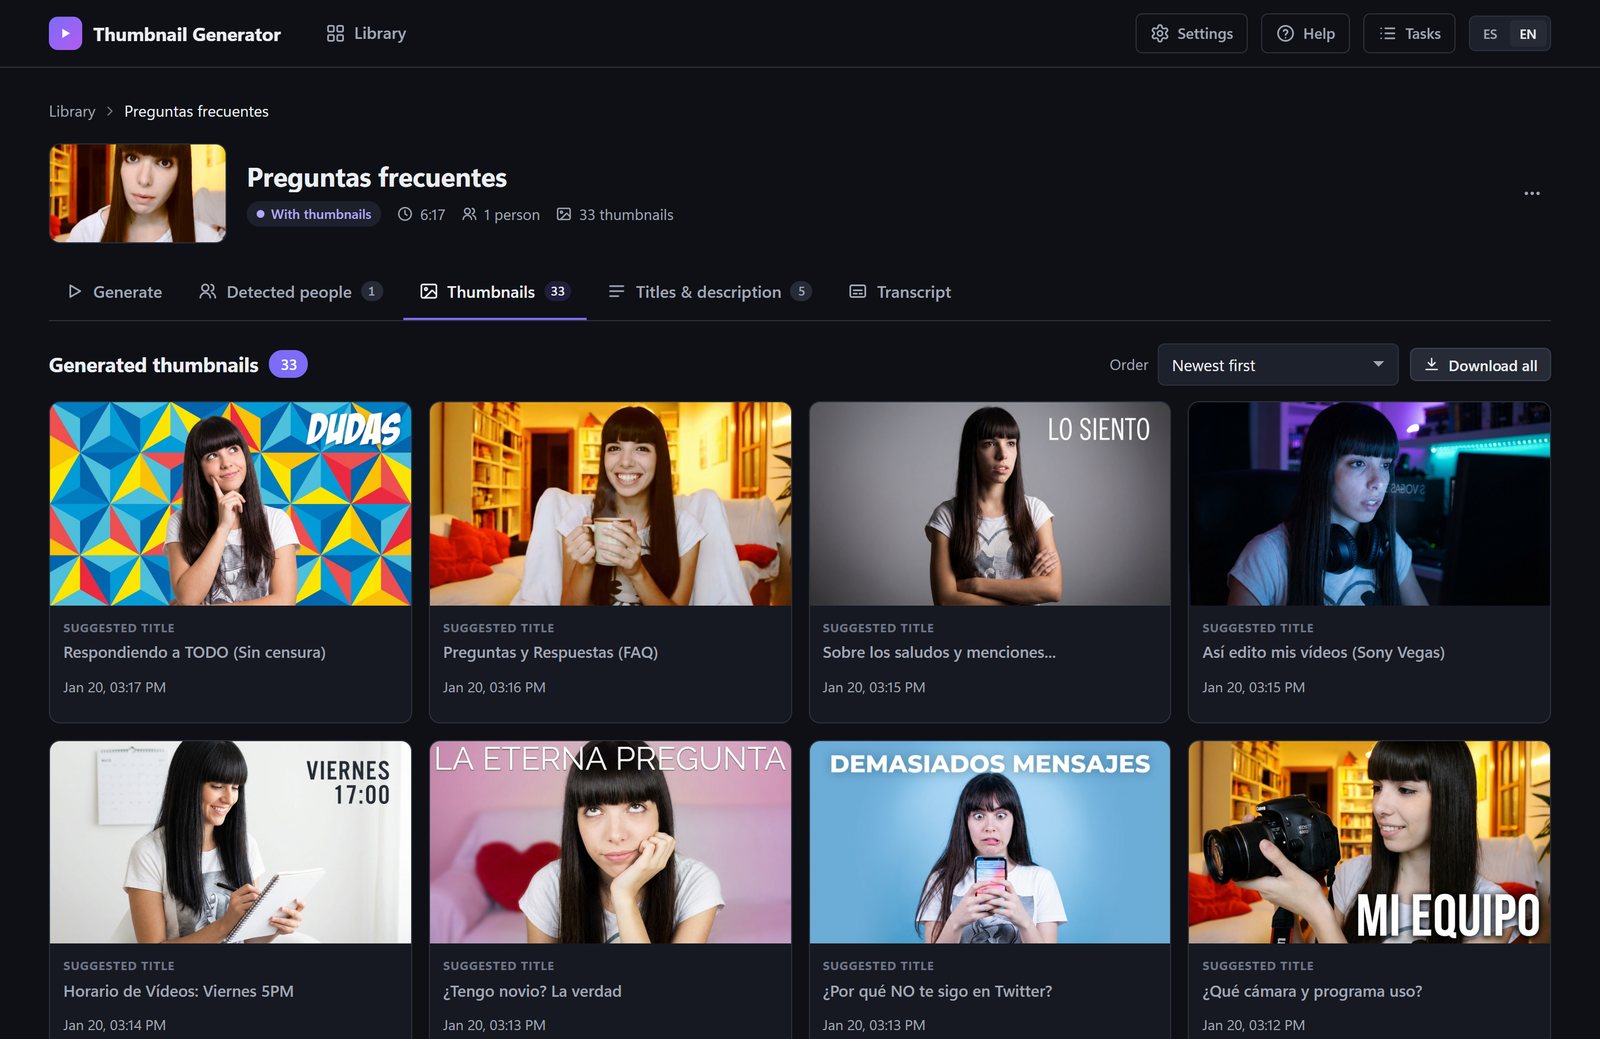 Thumbnail Generator
Library
Settings
Help
Tasks
ES
EN
Library > Preguntas frecuentes
Preguntas frecuentes
With thumbnails
6:17
1 person
33 thumbnails
Generate
Detected people 1
Thumbnails 33
Titles & description 5
Transcript
Generated thumbnails 33
Order
Newest first
Download all
DUDAS
SUGGESTED TITLE
Respondiendo a TODO (Sin censura)
Jan 20, 03:17 PM
SUGGESTED TITLE
Preguntas y Respuestas (FAQ)
Jan 20, 03:16 PM
LO SIENTO
SUGGESTED TITLE
Sobre los saludos y menciones...
Jan 20, 03:15 PM
SUGGESTED TITLE
Así edito mis vídeos (Sony Vegas)
Jan 20, 03:15 PM
VIERNES
17:00
SUGGESTED TITLE
Horario de Vídeos: Viernes 5PM
Jan 20, 03:14 PM
LA ETERNA PREGUNTA
SUGGESTED TITLE
¿Tengo novio? La verdad
Jan 20, 03:13 PM
DEMASIADOS MENSAJES
SUGGESTED TITLE
¿Por qué NO te sigo en Twitter?
Jan 20, 03:13 PM
Canon
MI EQUIPO
SUGGESTED TITLE
¿Qué cámara y programa uso?
Jan 20, 03:12 PM